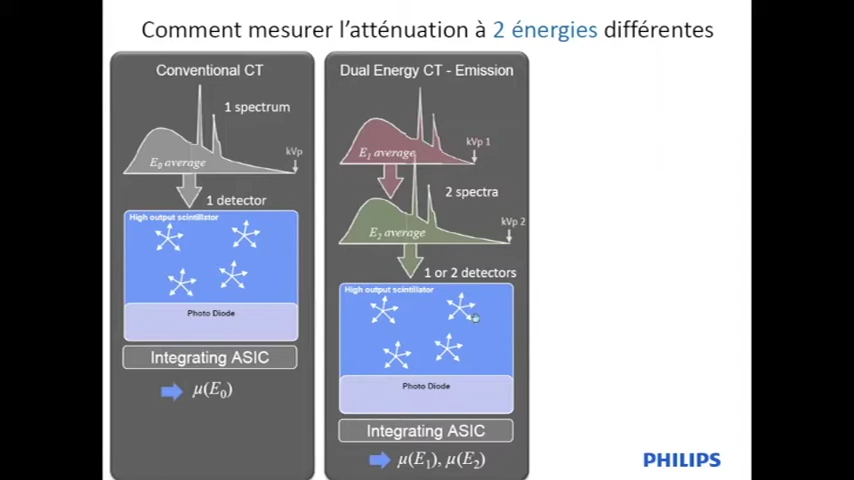 Comment mesurer l’atténuation à 2 énergies différentes
Conventional CT
1 spectrum
kVp
E0 average
1 detector
High output scintillator
Photo Diode
Integrating ASIC
μ(E0)
Dual Energy CT - Emission
kVp 1
E1 average
2 spectra
kVp 2
E2 average
1 or 2 detectors
High output scintillator
Photo Diode
Integrating ASIC
μ(E1), μ(E2)
PHILIPS